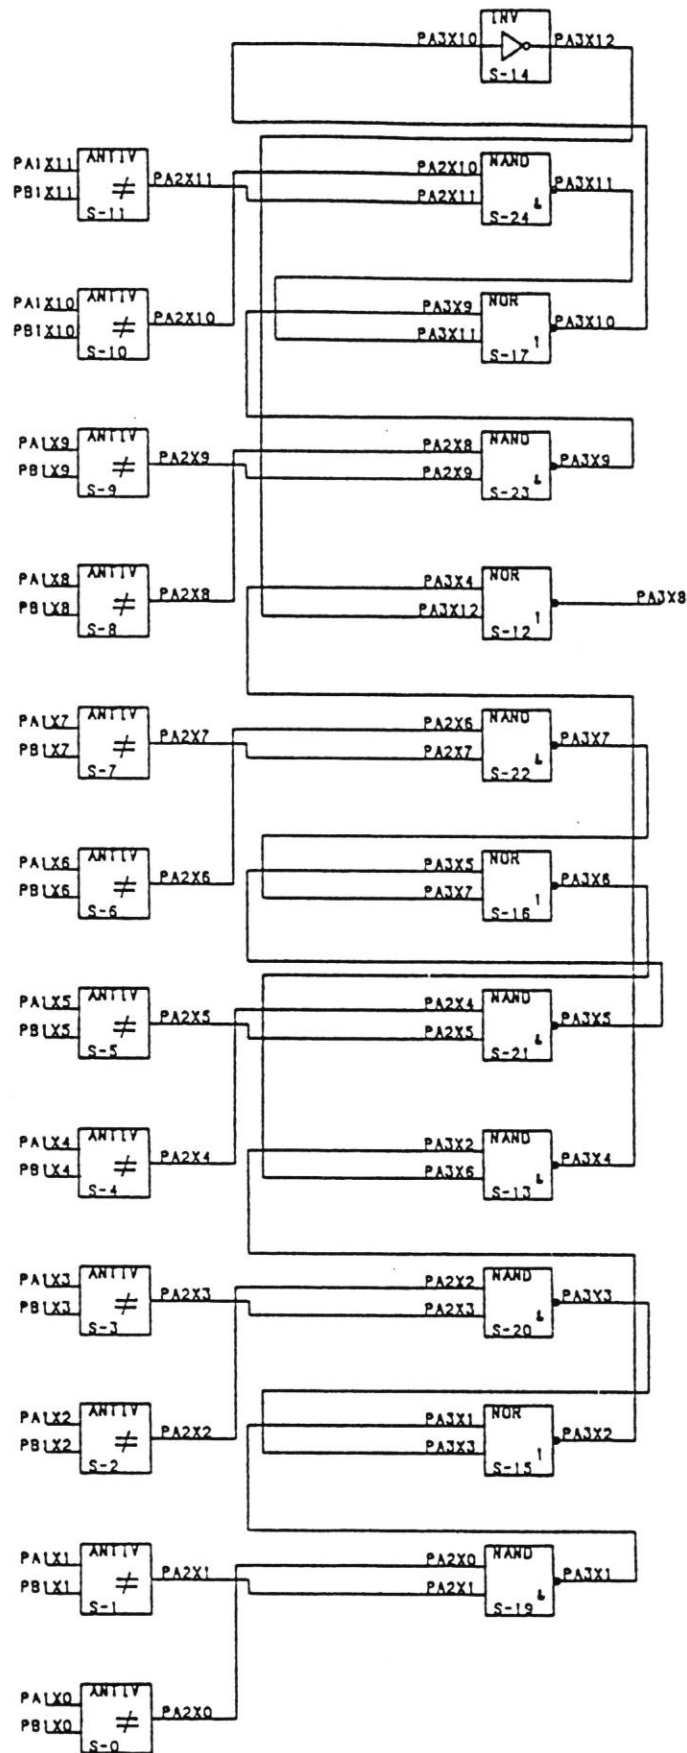 INV
PA3X10 PA3X12
S-14
PA1X11 ANTIV PA2X11 PA2X10 NAND PA3X11
PB1X11 ≠ PA2X11 &
S-11 S-24
PA1X10 ANTIV PA2X10 PA3X9 NOR PA3X10
PB1X10 ≠ PA3X11 1
S-10 S-17
PA1X9 ANTIV PA2X9 PA2X8 NAND PA3X9
PB1X9 ≠ PA2X9 &
S-9 S-23
PA1X8 ANTIV PA2X8 PA3X4 NOR PA3X8
PB1X8 ≠ PA3X12 1
S-8 S-12
PA1X7 ANTIV PA2X7 PA2X6 NAND PA3X7
PB1X7 ≠ PA2X7 &
S-7 S-22
PA1X6 ANTIV PA2X6 PA3X5 NOR PA3X6
PB1X6 ≠ PA3X7 1
S-6 S-16
PA1X5 ANTIV PA2X5 PA2X4 NAND PA3X5
PB1X5 ≠ PA2X5 &
S-5 S-21
PA1X4 ANTIV PA2X4 PA3X2 NAND PA3X4
PB1X4 ≠ PA3X6 &
S-4 S-13
PA1X3 ANTIV PA2X3 PA2X2 NAND PA3X3
PB1X3 ≠ PA2X3 &
S-3 S-20
PA1X2 ANTIV PA2X2 PA3X1 NOR PA3X2
PB1X2 ≠ PA3X3 1
S-2 S-15
PA1X1 ANTIV PA2X1 PA2X0 NAND PA3X1
PB1X1 ≠ PA2X1 &
S-1 S-19
PA1X0 ANTIV PA2X0
PB1X0 ≠
S-0